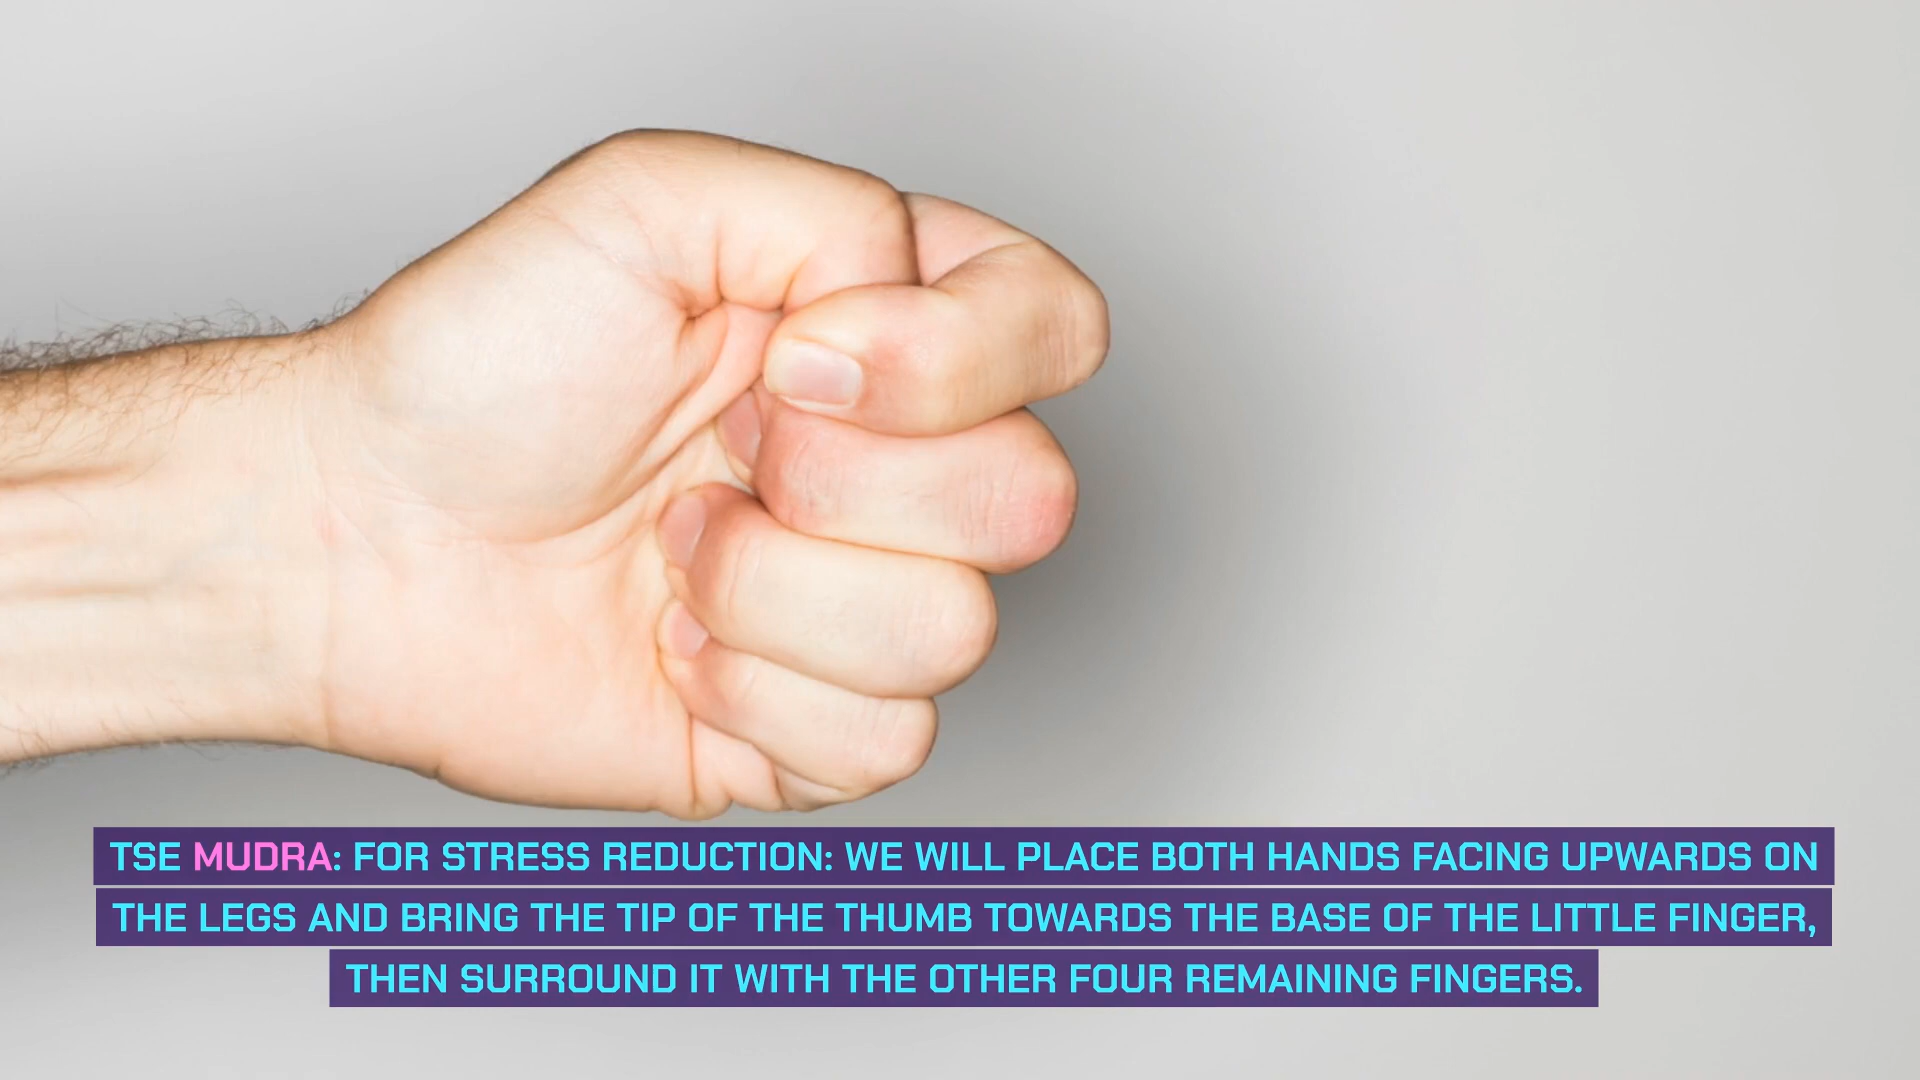 TSE MUDRA: FOR STRESS REDUCTION: WE WILL PLACE BOTH HANDS FACING UPWARDS ON
THE LEGS AND BRING THE TIP OF THE THUMB TOWARDS THE BASE OF THE LITTLE FINGER,
THEN SURROUND IT WITH THE OTHER FOUR REMAINING FINGERS.